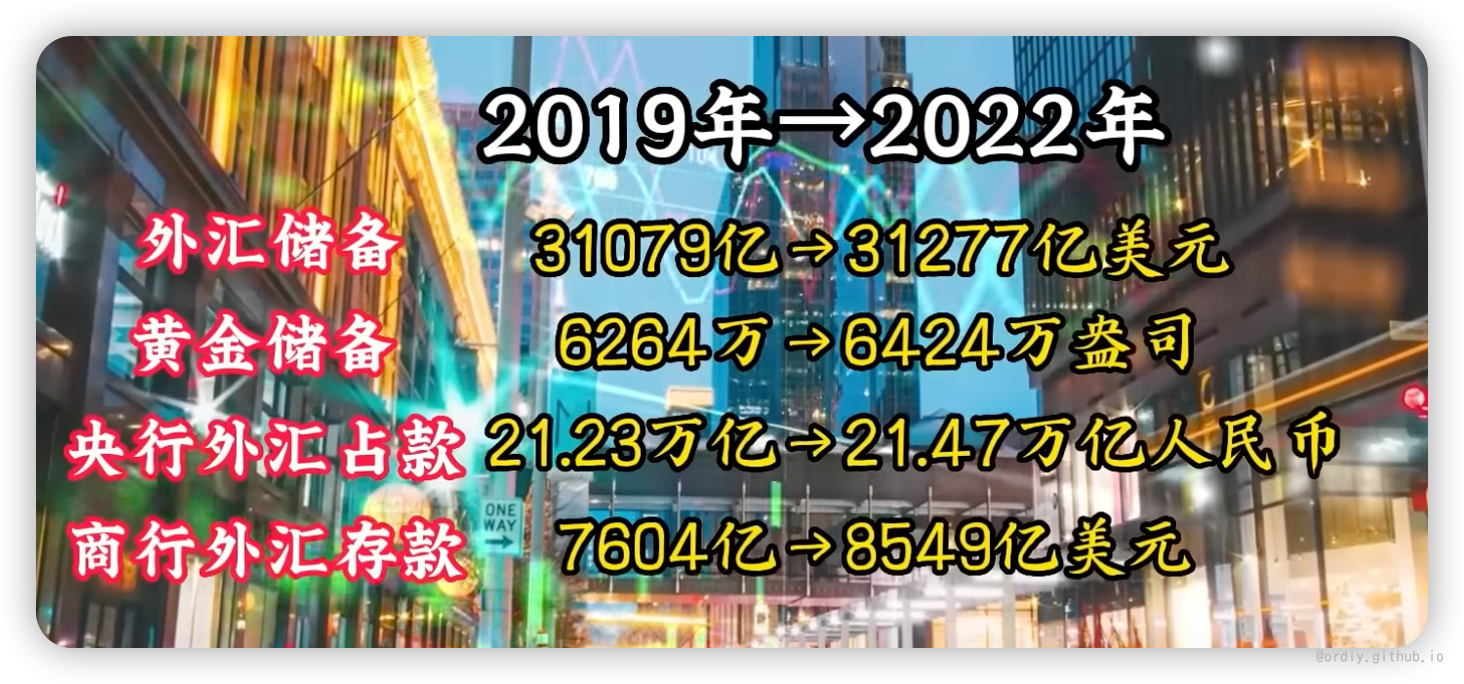 2019年→2022年
外汇储备 31079亿→31277亿美元
黄金储备 6264万→6424万盎司
央行外汇占款 21.23万亿→21.47万亿人民币
商行外汇存款 7604亿→8549亿美元
ONE
WAY
@ordiy.github.io